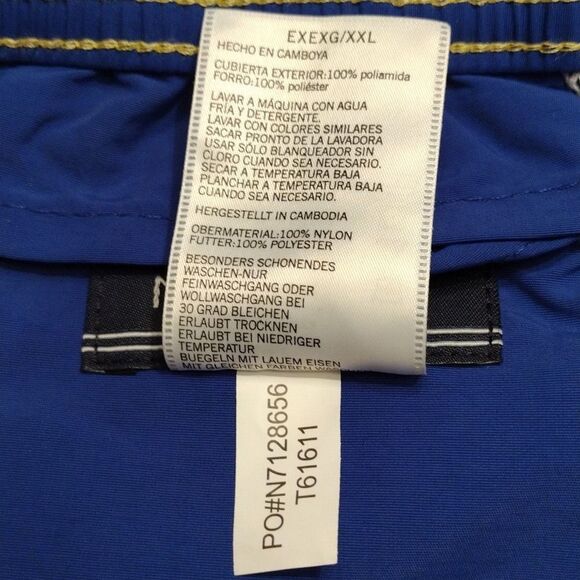 EXEXG/XXL
HECHO EN CAMBOYA
CUBIERTA EXTERIOR:100% poliamida
FORRO:100% poliéster
LAVAR A MÁQUINA CON AGUA
FRÍA Y DETERGENTE.
LAVAR CON COLORES SIMILARES
SACAR PRONTO DE LA LAVADORA
USAR SÓLO BLANQUEADOR SIN
CLORO CUANDO SEA NECESARIO.
SECAR A TEMPERATURA BAJA
PLANCHAR A TEMPERATURA BAJA
CUANDO SEA NECESARIO.
HERGESTELLT IN CAMBODIA
OBERMATERIAL:100% NYLON
FUTTER:100% POLYESTER
BESONDERS SCHONENDES
WASCHEN-NUR
FEINWASCHGANG ODER
WOLLWASCHGANG BEI
30 GRAD BLEICHEN
ERLAUBT TROCKNEN
ERLAUBT BEI NIEDRIGER
TEMPERATUR
BUEGELN MIT LAUEM EISEN
MIT GLEICHEN FARBEN
PO#N7128656
T61611